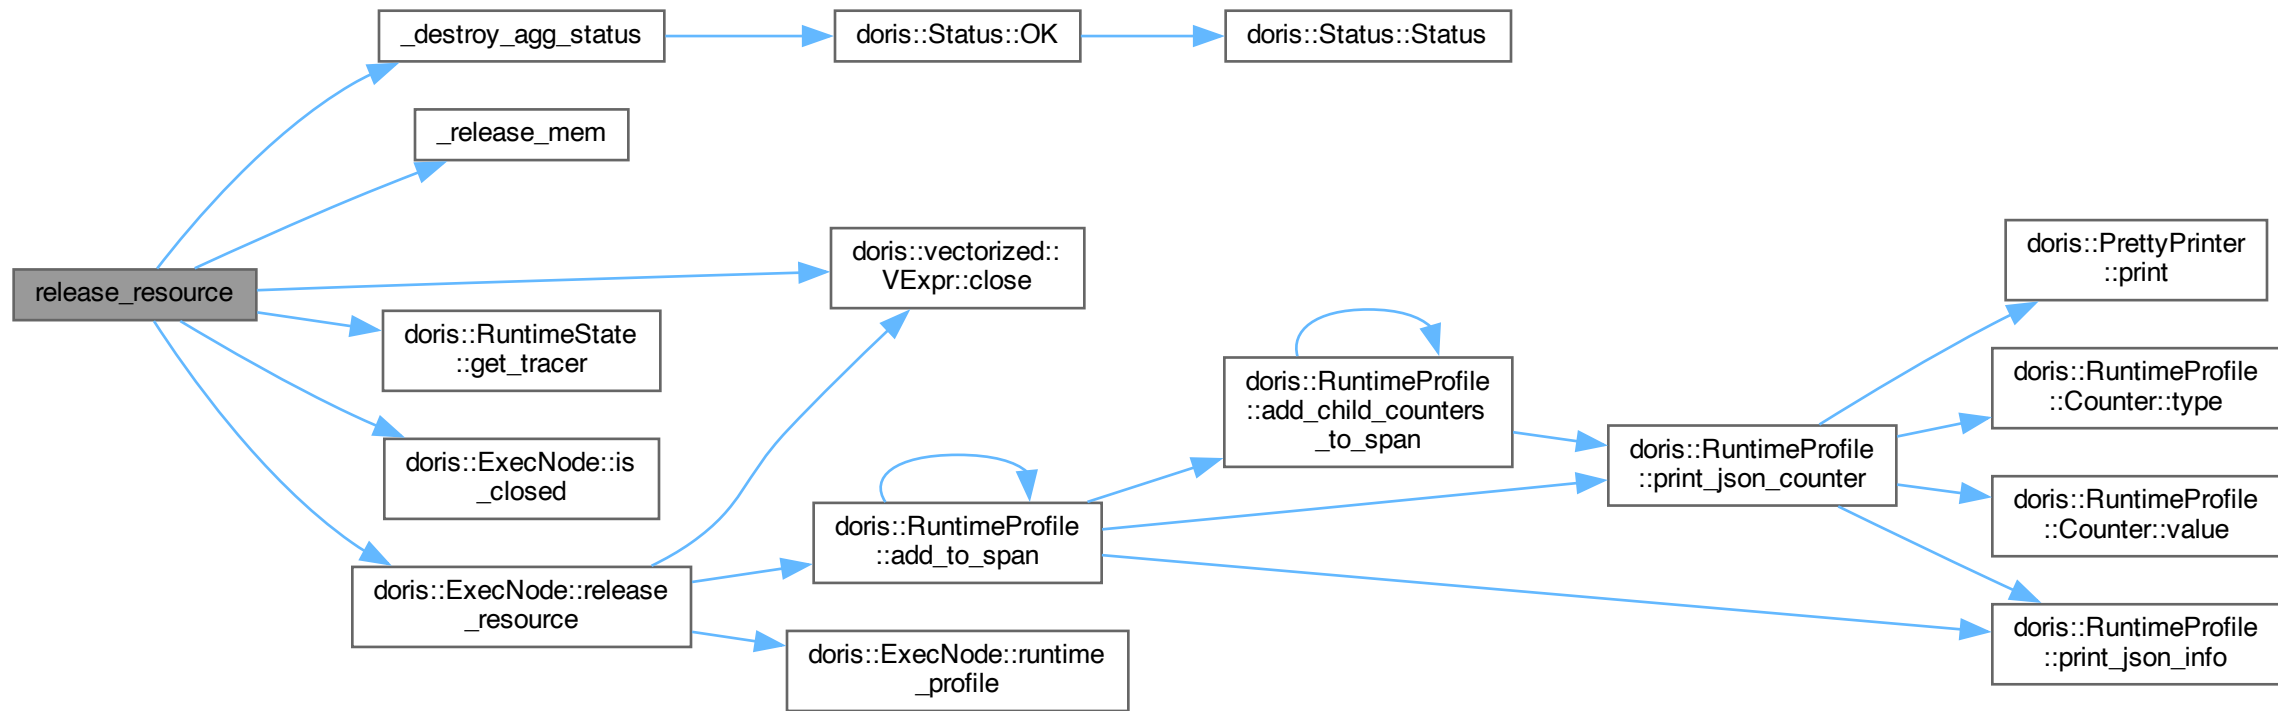 release_resource
_destroy_agg_status
doris::Status::OK
doris::Status::Status
_release_mem
doris::vectorized::
VExpr::close
doris::RuntimeState
::get_tracer
doris::ExecNode::is
_closed
doris::ExecNode::release
_resource
doris::RuntimeProfile
::add_to_span
doris::ExecNode::runtime
_profile
doris::RuntimeProfile
::add_child_counters
_to_span
doris::RuntimeProfile
::print_json_counter
doris::PrettyPrinter
::print
doris::RuntimeProfile
::Counter::type
doris::RuntimeProfile
::Counter::value
doris::RuntimeProfile
::print_json_info